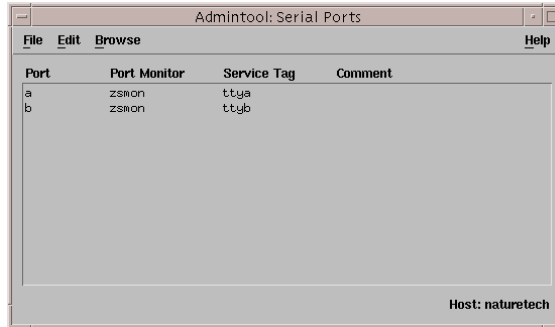 Admintool: Serial Ports
File Edit Browse Help
Port Port Monitor Service Tag Comment
a zsmon ttya
b zsmon ttyb
Host: naturetech